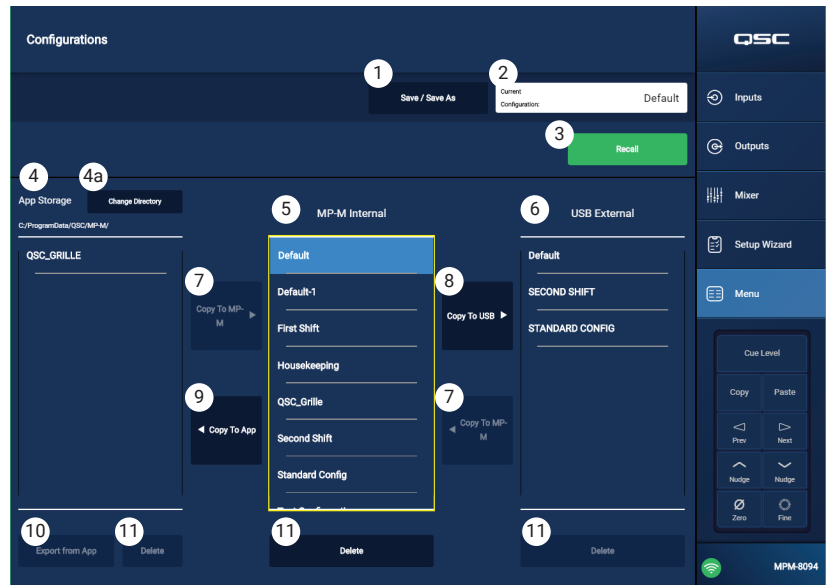 Configurations
QSC
1
2
Save / Save As
Current
Configuration:
Default
Inputs
3
Recall
Outputs
4
4a
App Storage
Change Directory
C:/ProgramData/QSC/MP-M/
5
MP-M Internal
6
USB External
Mixer
QSC_GRILLE
Default
Default-1
First Shift
Housekeeping
QSC_Grille
Second Shift
Standard Config
Default
SECOND SHIFT
STANDARD CONFIG
Setup Wizard
Menu
7
Copy To MP-
M
8
Copy To USB
9
Copy To App
7
Copy To MP-
M
Cue Level
Copy
Paste
Prev
Next
Nudge
Nudge
Zero
Fine
10
Export from App
11
Delete
11
Delete
11
Delete
MPM-8094